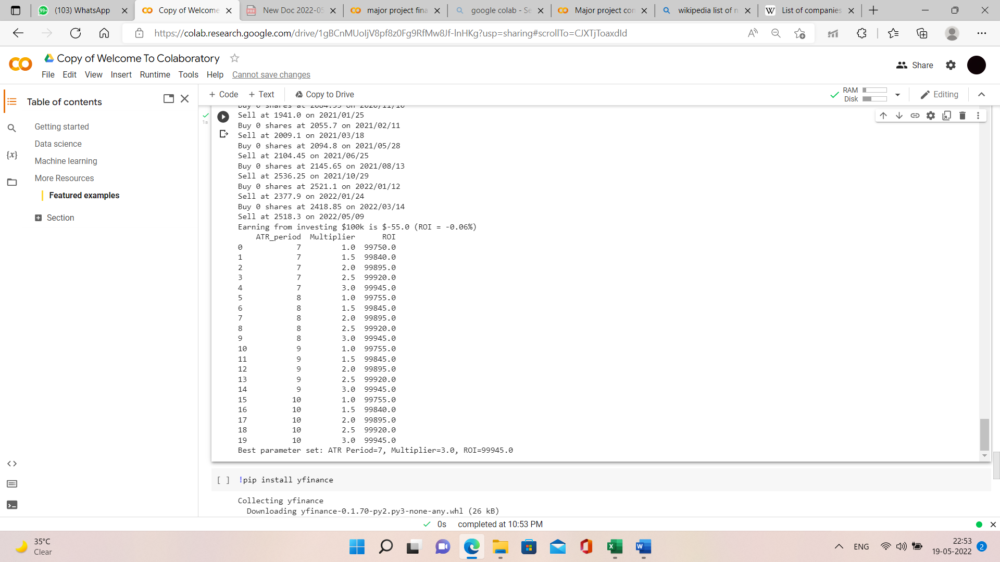 (103) WhatsApp
Copy of Welcome
New Doc 2022-05
major project fina
google colab - Se
Major project con
wikipedia list of n
List of companies
https://colab.research.google.com/drive/1gBCnMUoIjV8pf8z0Fg9RfMw8Jf-lnHKg?usp=sharing#scrollTo=CJXTjToaxdId
Copy of Welcome To Colaboratory
File Edit View Insert Runtime Tools Help Cannot save changes
Share
Table of contents
Getting started
Data science
Machine learning
More Resources
Featured examples
Section
+ Code + Text Copy to Drive
RAM
Disk
Editing
Buy 0 shares at 2084.55 on 2020/11/10
1s
Sell at 1941.0 on 2021/01/25
Buy 0 shares at 2055.7 on 2021/02/11
Sell at 2009.1 on 2021/03/18
Buy 0 shares at 2094.8 on 2021/05/28
Sell at 2104.45 on 2021/06/25
Buy 0 shares at 2145.65 on 2021/08/13
Sell at 2536.25 on 2021/10/29
Buy 0 shares at 2521.1 on 2022/01/12
Sell at 2377.9 on 2022/01/24
Buy 0 shares at 2418.85 on 2022/03/14
Sell at 2518.3 on 2022/05/09
Earning from investing $100k is $-55.0 (ROI = -0.06%)
ATR_period Multiplier ROI
0 7 1.0 99750.0
1 7 1.5 99840.0
2 7 2.0 99895.0
3 7 2.5 99920.0
4 7 3.0 99945.0
5 8 1.0 99755.0
6 8 1.5 99845.0
7 8 2.0 99895.0
8 8 2.5 99920.0
9 8 3.0 99945.0
10 9 1.0 99755.0
11 9 1.5 99845.0
12 9 2.0 99895.0
13 9 2.5 99920.0
14 9 3.0 99945.0
15 10 1.0 99755.0
16 10 1.5 99840.0
17 10 2.0 99895.0
18 10 2.5 99920.0
19 10 3.0 99945.0
Best parameter set: ATR Period=7, Multiplier=3.0, ROI=99945.0
[ ] !pip install yfinance
Collecting yfinance
Downloading yfinance-0.1.70-py2.py3-none-any.whl (26 kB)
0s completed at 10:53 PM
35°C
Clear
ENG
22:53
19-05-2022
2